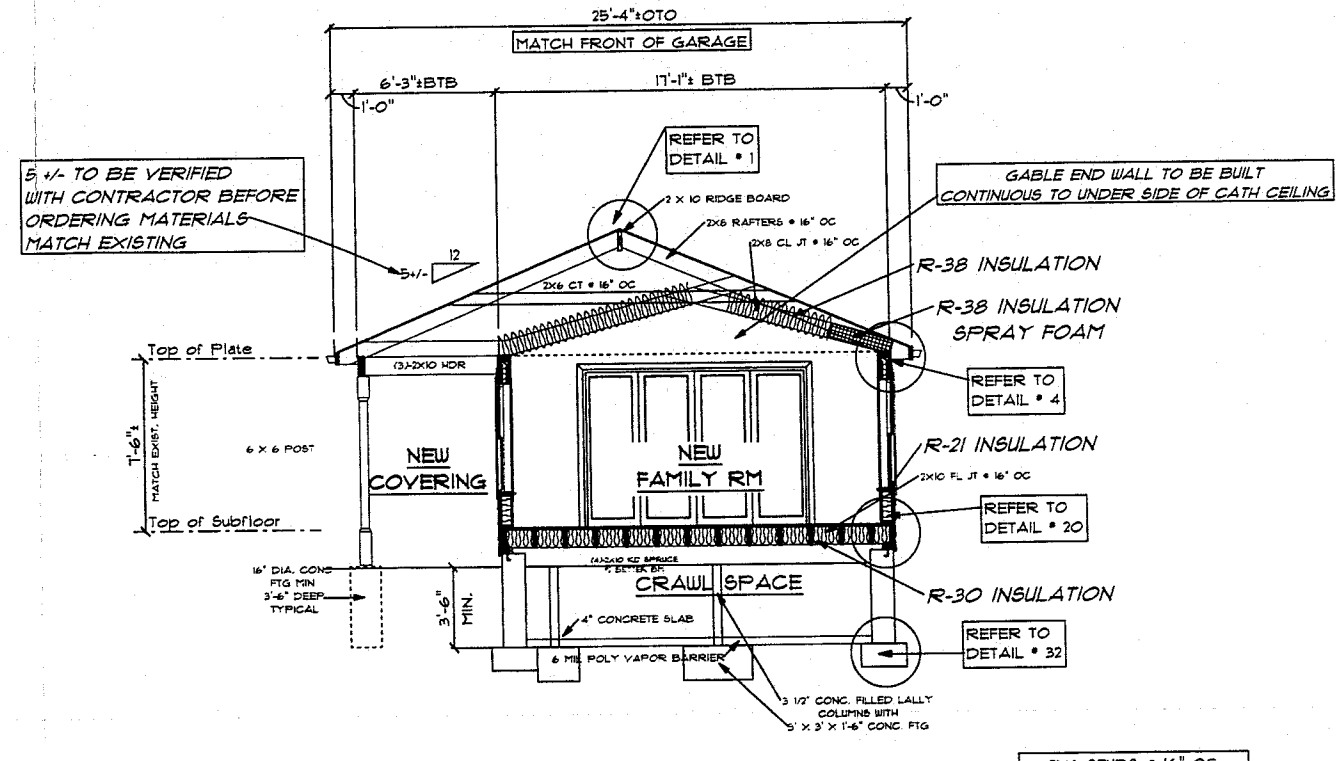 25'-4"±OTO
MATCH FRONT OF GARAGE
6'-3"±BTB
17'-1"± BTB
1'-0"
1'-0"
REFER TO
DETAIL # 1
5 +/- TO BE VERIFIED
WITH CONTRACTOR BEFORE
ORDERING MATERIALS
MATCH EXISTING
GABLE END WALL TO BE BUILT
CONTINUOUS TO UNDER SIDE OF CATH CEILING
2 X 10 RIDGE BOARD
2X8 RAFTERS @ 16" OC
2X8 CL JT @ 16" OC
12
5+/-
2X6 CT @ 16" OC
R-38 INSULATION
R-38 INSULATION
SPRAY FOAM
Top of Plate
(3)-2X10 HDR
REFER TO
DETAIL # 4
7'-6"±
MATCH EXIST. HEIGHT
6 X 6 POST
NEW
COVERING
NEW
FAMILY RM
R-21 INSULATION
2X10 FL JT @ 16" OC
REFER TO
DETAIL # 20
Top of Subfloor
16" DIA. CONC
FTG MIN
3'-6" DEEP
TYPICAL
3'-6"
MIN.
2X10 KD SPRUCE
BETTER
CRAWL SPACE
R-30 INSULATION
4" CONCRETE SLAB
6 MIL POLY VAPOR BARRIER
REFER TO
DETAIL # 32
3 1/2" CONC. FILLED LALLY
COLUMNS WITH
3' X 3' X 1'-6" CONC. FTG